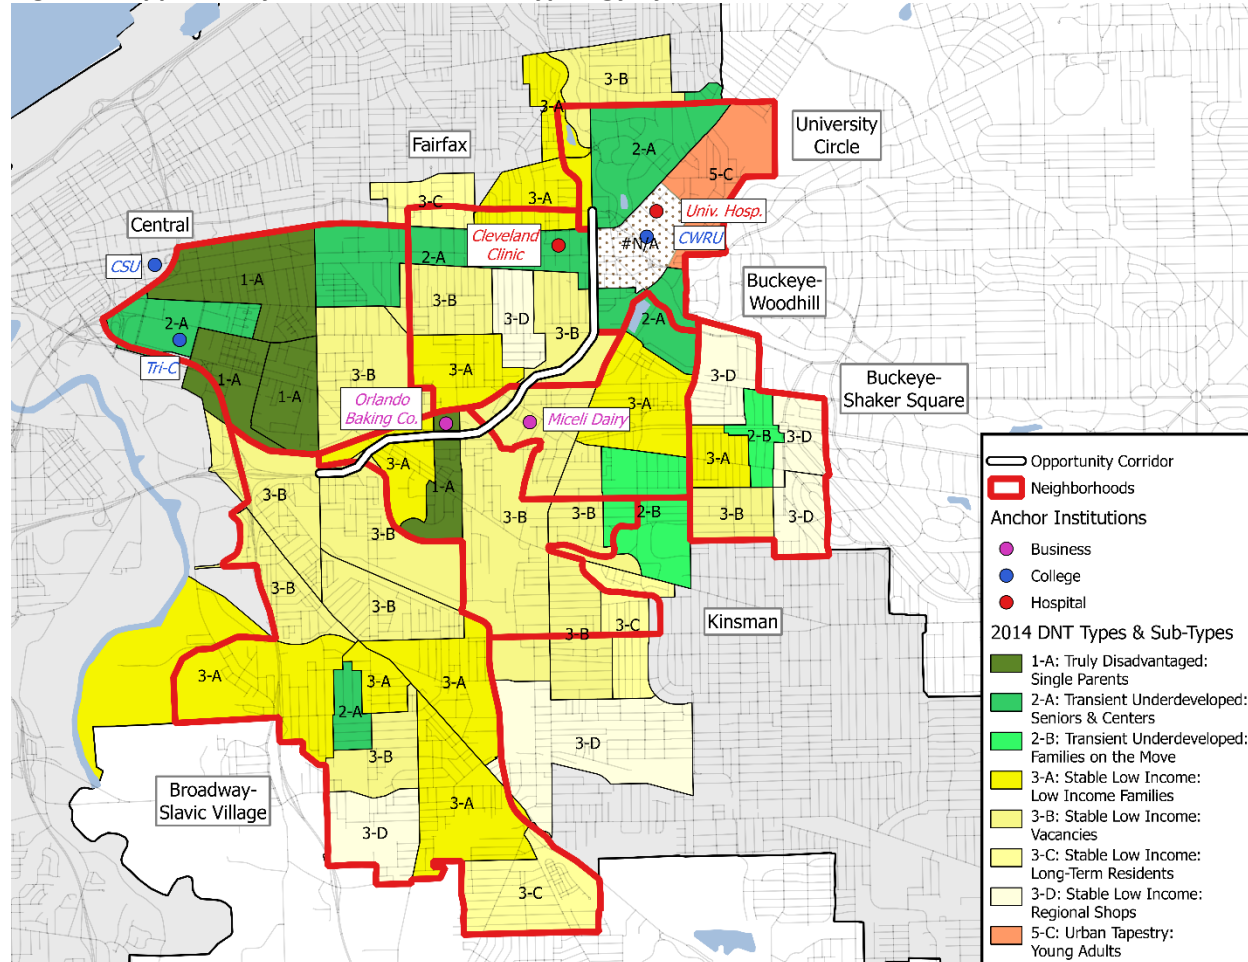 3-B
3-A
University
Circle
Fairfax
2-A
5-C
3-A
3-C
Univ. Hosp.
Central
Cleveland
Clinic
CWRU
#N/A
CSU
2-A
1-A
Buckeye-
Woodhill
3-B
3-D
2-A
2-A
3-B
Tri-C
3-A
3-D
1-A
3-B
Buckeye-
Shaker Square
1-A
Orlando
Baking Co.
Miceli Dairy
3-A
2-B
3-D
3-A
3-A
1-A
3-B
3-B
3-B
2-B
3-B
3-D
3-B
3-B
3-B
3-C
3-B
Kinsman
3-A
3-A
3-A
2-A
3-D
3-B
Broadway-
Slavic Village
3-A
3-D
3-C
Opportunity Corridor
Neighborhoods
Anchor Institutions
Business
College
Hospital
2014 DNT Types & Sub-Types
1-A: Truly Disadvantaged:
Single Parents
2-A: Transient Underdeveloped:
Seniors & Centers
2-B: Transient Underdeveloped:
Families on the Move
3-A: Stable Low Income:
Low Income Families
3-B: Stable Low Income:
Vacancies
3-C: Stable Low Income:
Long-Term Residents
3-D: Stable Low Income:
Regional Shops
5-C: Urban Tapestry:
Young Adults